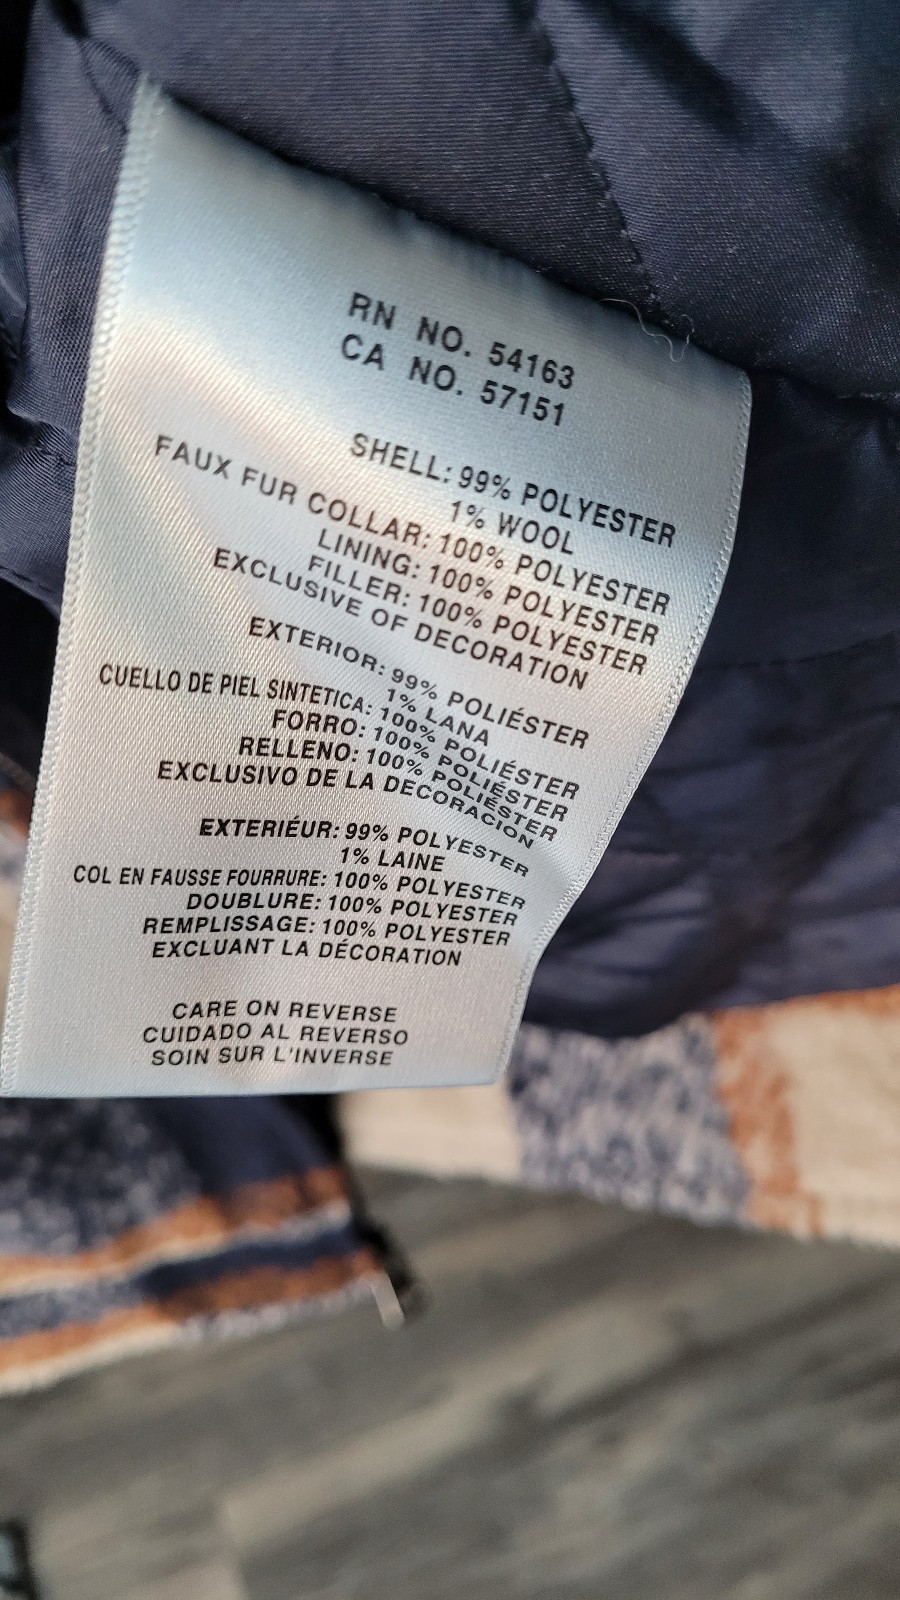 RN NO. 54163
CA NO. 57151
SHELL: 99% POLYESTER
1% WOOL
FAUX FUR COLLAR: 100% POLYESTER
LINING: 100% POLYESTER
FILLER: 100% POLYESTER
EXCLUSIVE OF DECORATION
EXTERIOR: 99% POLIÉSTER
1% LANA
CUELLO DE PIEL SINTETICA: 100% POLIÉSTER
FORRO: 100% POLIÉSTER
RELLENO: 100% POLIÉSTER
EXCLUSIVO DE LA DECORACION
EXTERIÉUR: 99% POLYESTER
1% LAINE
COL EN FAUSSE FOURRURE: 100% POLYESTER
DOUBLURE: 100% POLYESTER
REMPLISSAGE: 100% POLYESTER
EXCLUANT LA DÉCORATION
CARE ON REVERSE
CUIDADO AL REVERSO
SOIN SUR L'INVERSE